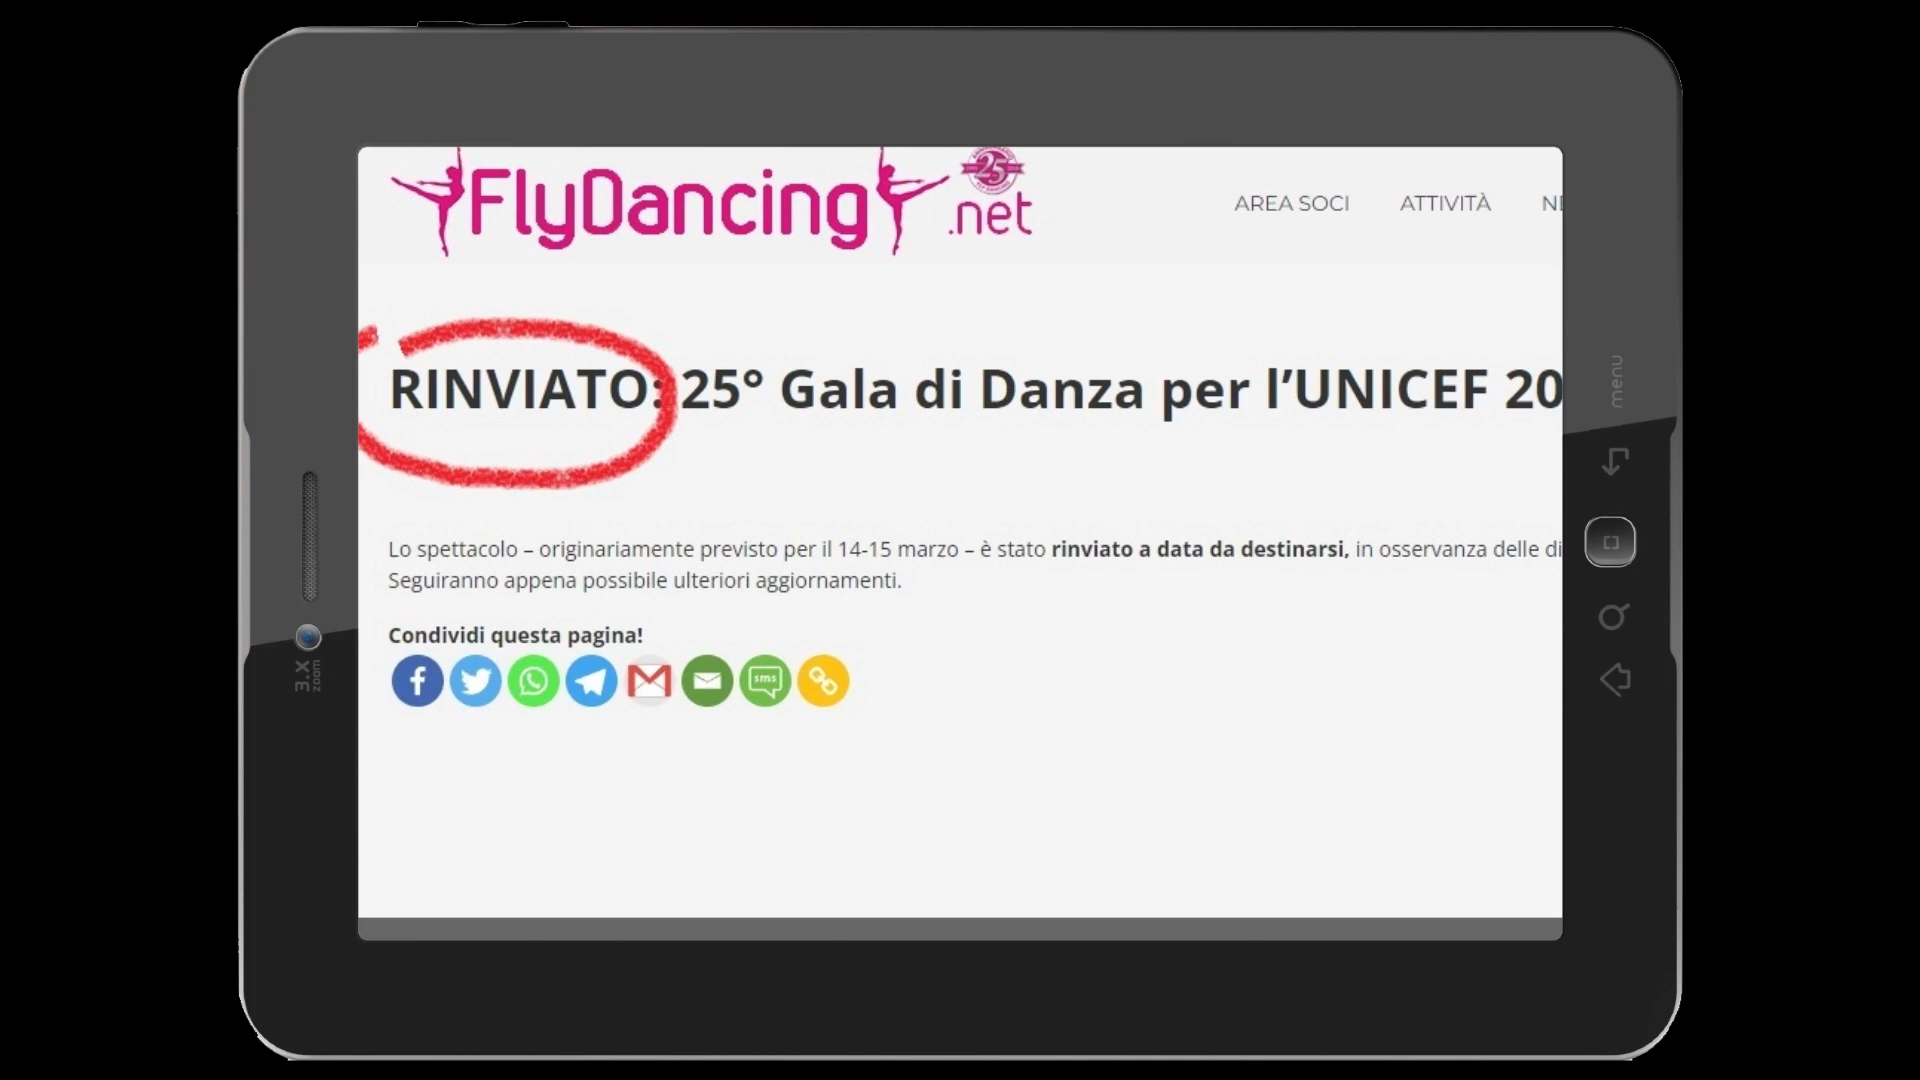 FlyDancing
.net
25
AREA SOCI ATTIVITÀ
RINVIATO: 25° Gala di Danza per l’UNICEF 20
Lo spettacolo – originariamente previsto per il 14-15 marzo – è stato rinviato a data da destinarsi, in osservanza delle di
Seguiranno appena possibile ulteriori aggiornamenti.
Condividi questa pagina!
sms
menu
3.X
zoom